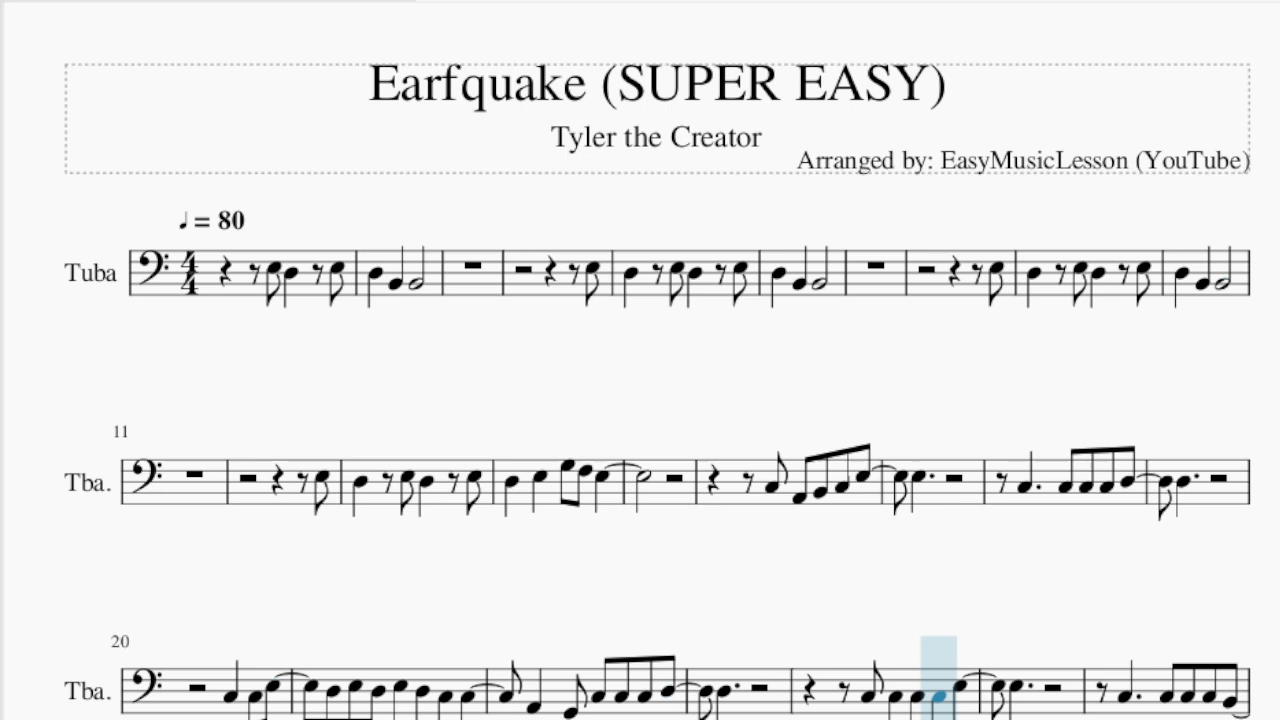 Earfquake (SUPER EASY)
Tyler the Creator
Arranged by: EasyMusicLesson (YouTube)
♩ = 80
Tuba
4
4
11
Tba.
20
Tba.